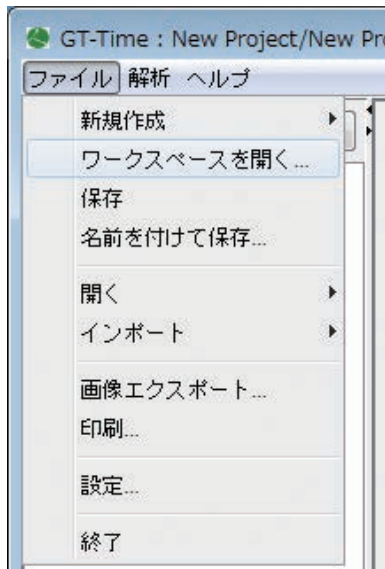 GT-Time : New Project/New Pr
ファイル 解析 ヘルプ
新規作成
ワークスペースを開く...
保存
名前を付けて保存...
開く
インポート
画像エクスポート...
印刷...
設定...
終了